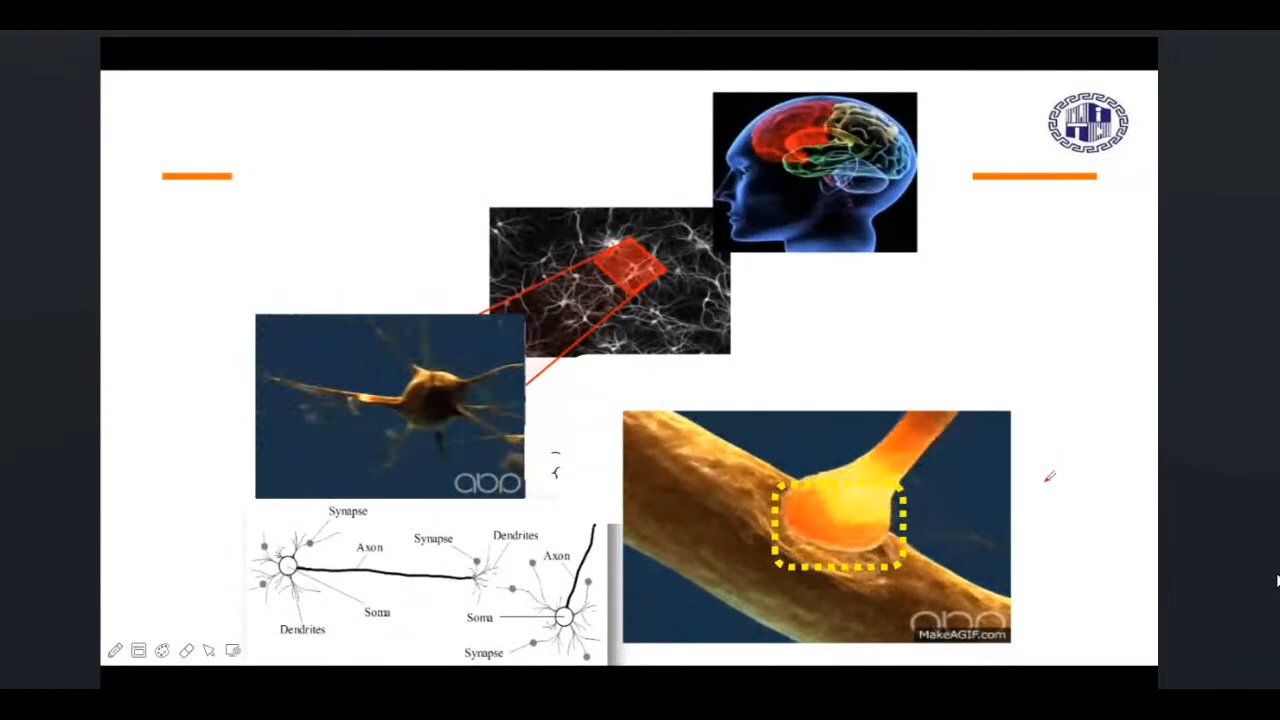 abp
Synapse
Synapse
Dendrites
Axon
Axon
Soma
Soma
Dendrites
Synapse
abp
MakeAGIF.com